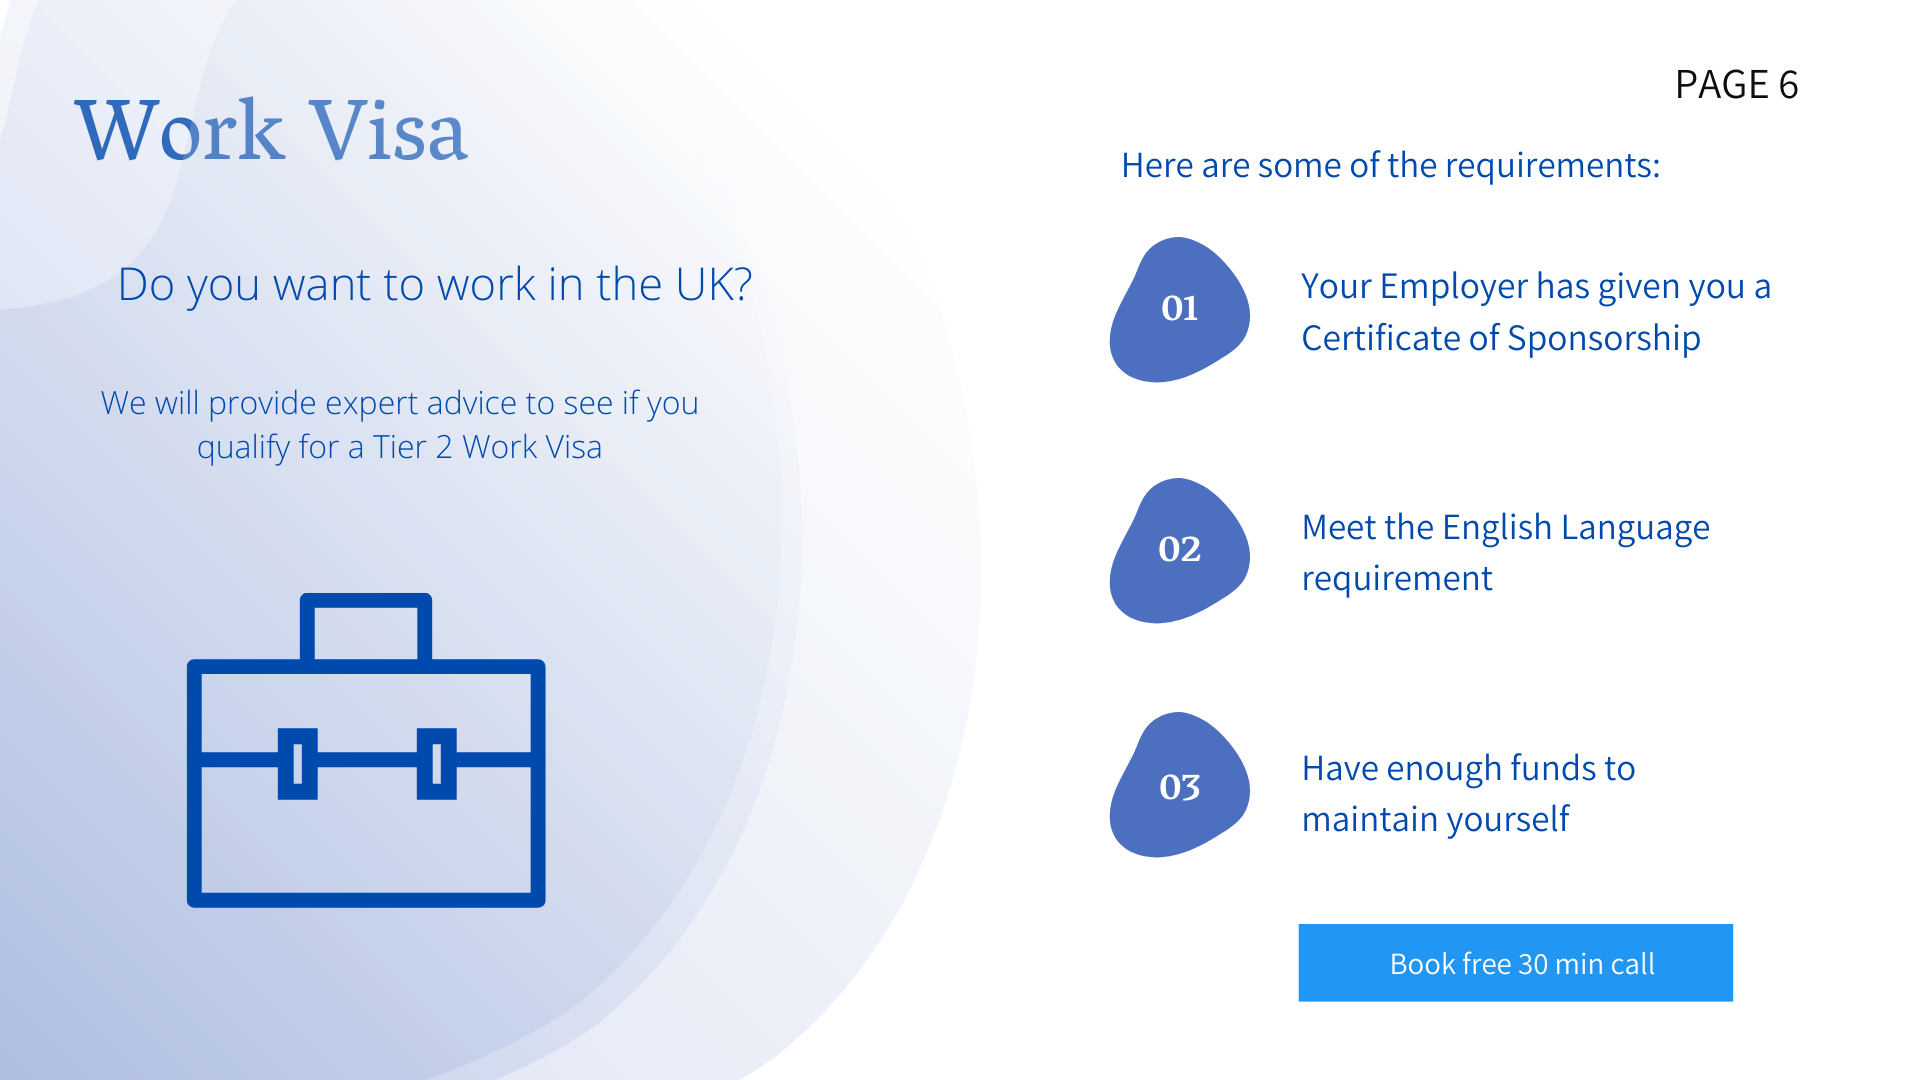 Work Visa
Do you want to work in the UK?
We will provide expert advice to see if you
qualify for a Tier 2 Work Visa
PAGE 6
Here are some of the requirements:
01
Your Employer has given you a
Certificate of Sponsorship
02
Meet the English Language
requirement
03
Have enough funds to
maintain yourself
Book free 30 min call